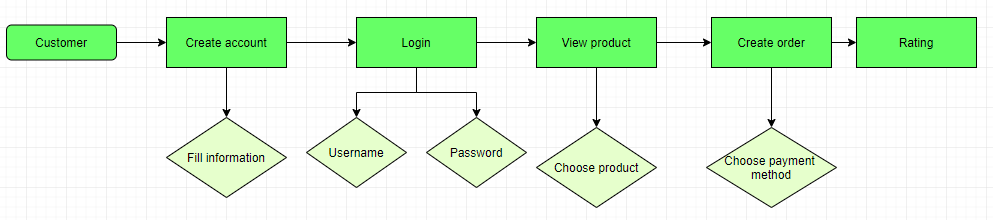 Customer
Create account
Login
View product
Create order
Rating
Fill information
Username
Password
Choose product
Choose payment
method